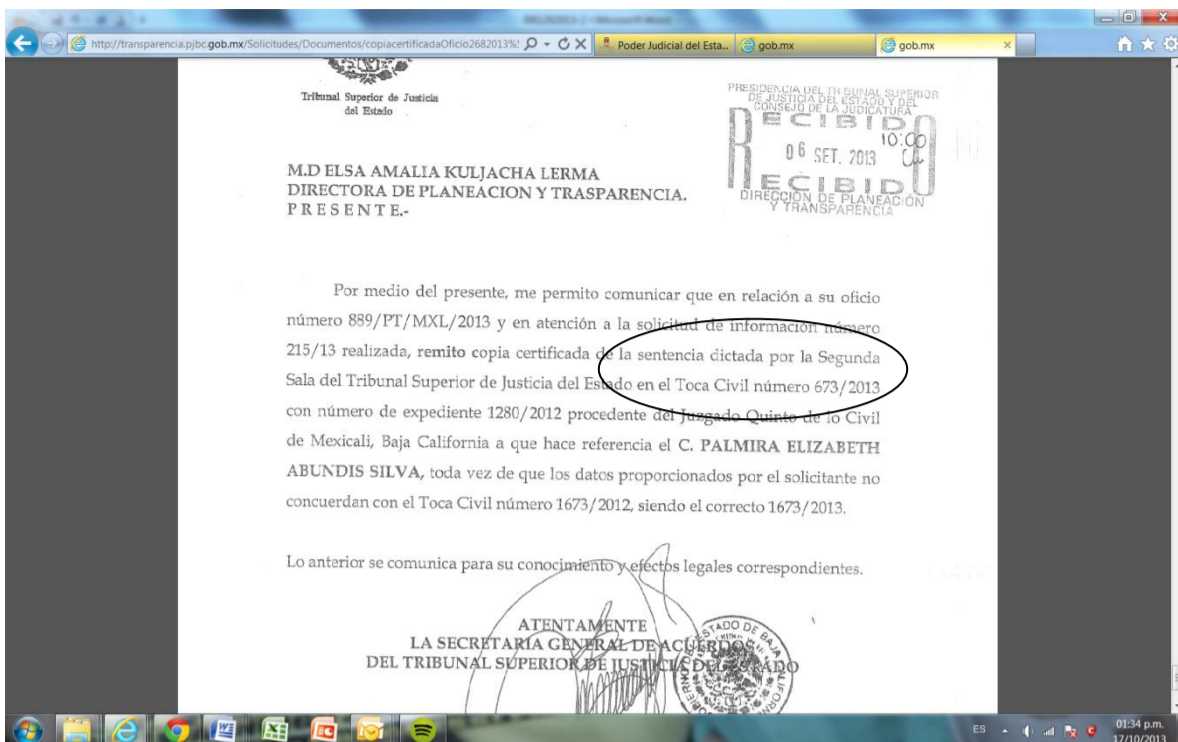 http://transparencia.pjbc.gob.mx/Solicitudes/Documentos/copiacertificadaOficio2682013%!
Poder Judicial del Esta...
gob.mx
gob.mx
Tribunal Superior de Justicia
del Estado
PRESIDENCIA DEL TRIBUNAL SUPERIOR
DE JUSTICIA DEL ESTADO Y DEL
CONSEJO DE LA JUDICATURA
RECIBIDO
10:00
06 SET. 2013
RECIBIDO
DIRECCIÓN DE PLANEACIÓN
Y TRANSPARENCIA
M.D ELSA AMALIA KULJACHA LERMA
DIRECTORA DE PLANEACION Y TRASPARENCIA.
P R E S E N T E.-
Por medio del presente, me permito comunicar que en relación a su oficio
número 889/PT/MXL/2013 y en atención a la solicitud de información número
215/13 realizada, remito copia certificada de la sentencia dictada por la Segunda
Sala del Tribunal Superior de Justicia del Estado en el Toca Civil número 673/2013
con número de expediente 1280/2012 procedente del Juzgado Quinto de lo Civil
de Mexicali, Baja California a que hace referencia el C. PALMIRA ELIZABETH
ABUNDIS SILVA, toda vez de que los datos proporcionados por el solicitante no
concuerdan con el Toca Civil número 1673/2012, siendo el correcto 1673/2013.
Lo anterior se comunica para su conocimiento y efectos legales correspondientes.
ATENTAMENTE
LA SECRETARIA GENERAL DE ACUERDOS
DEL TRIBUNAL SUPERIOR DE JUSTICIA DEL ESTADO
ES
01:34 p.m.
17/10/2013